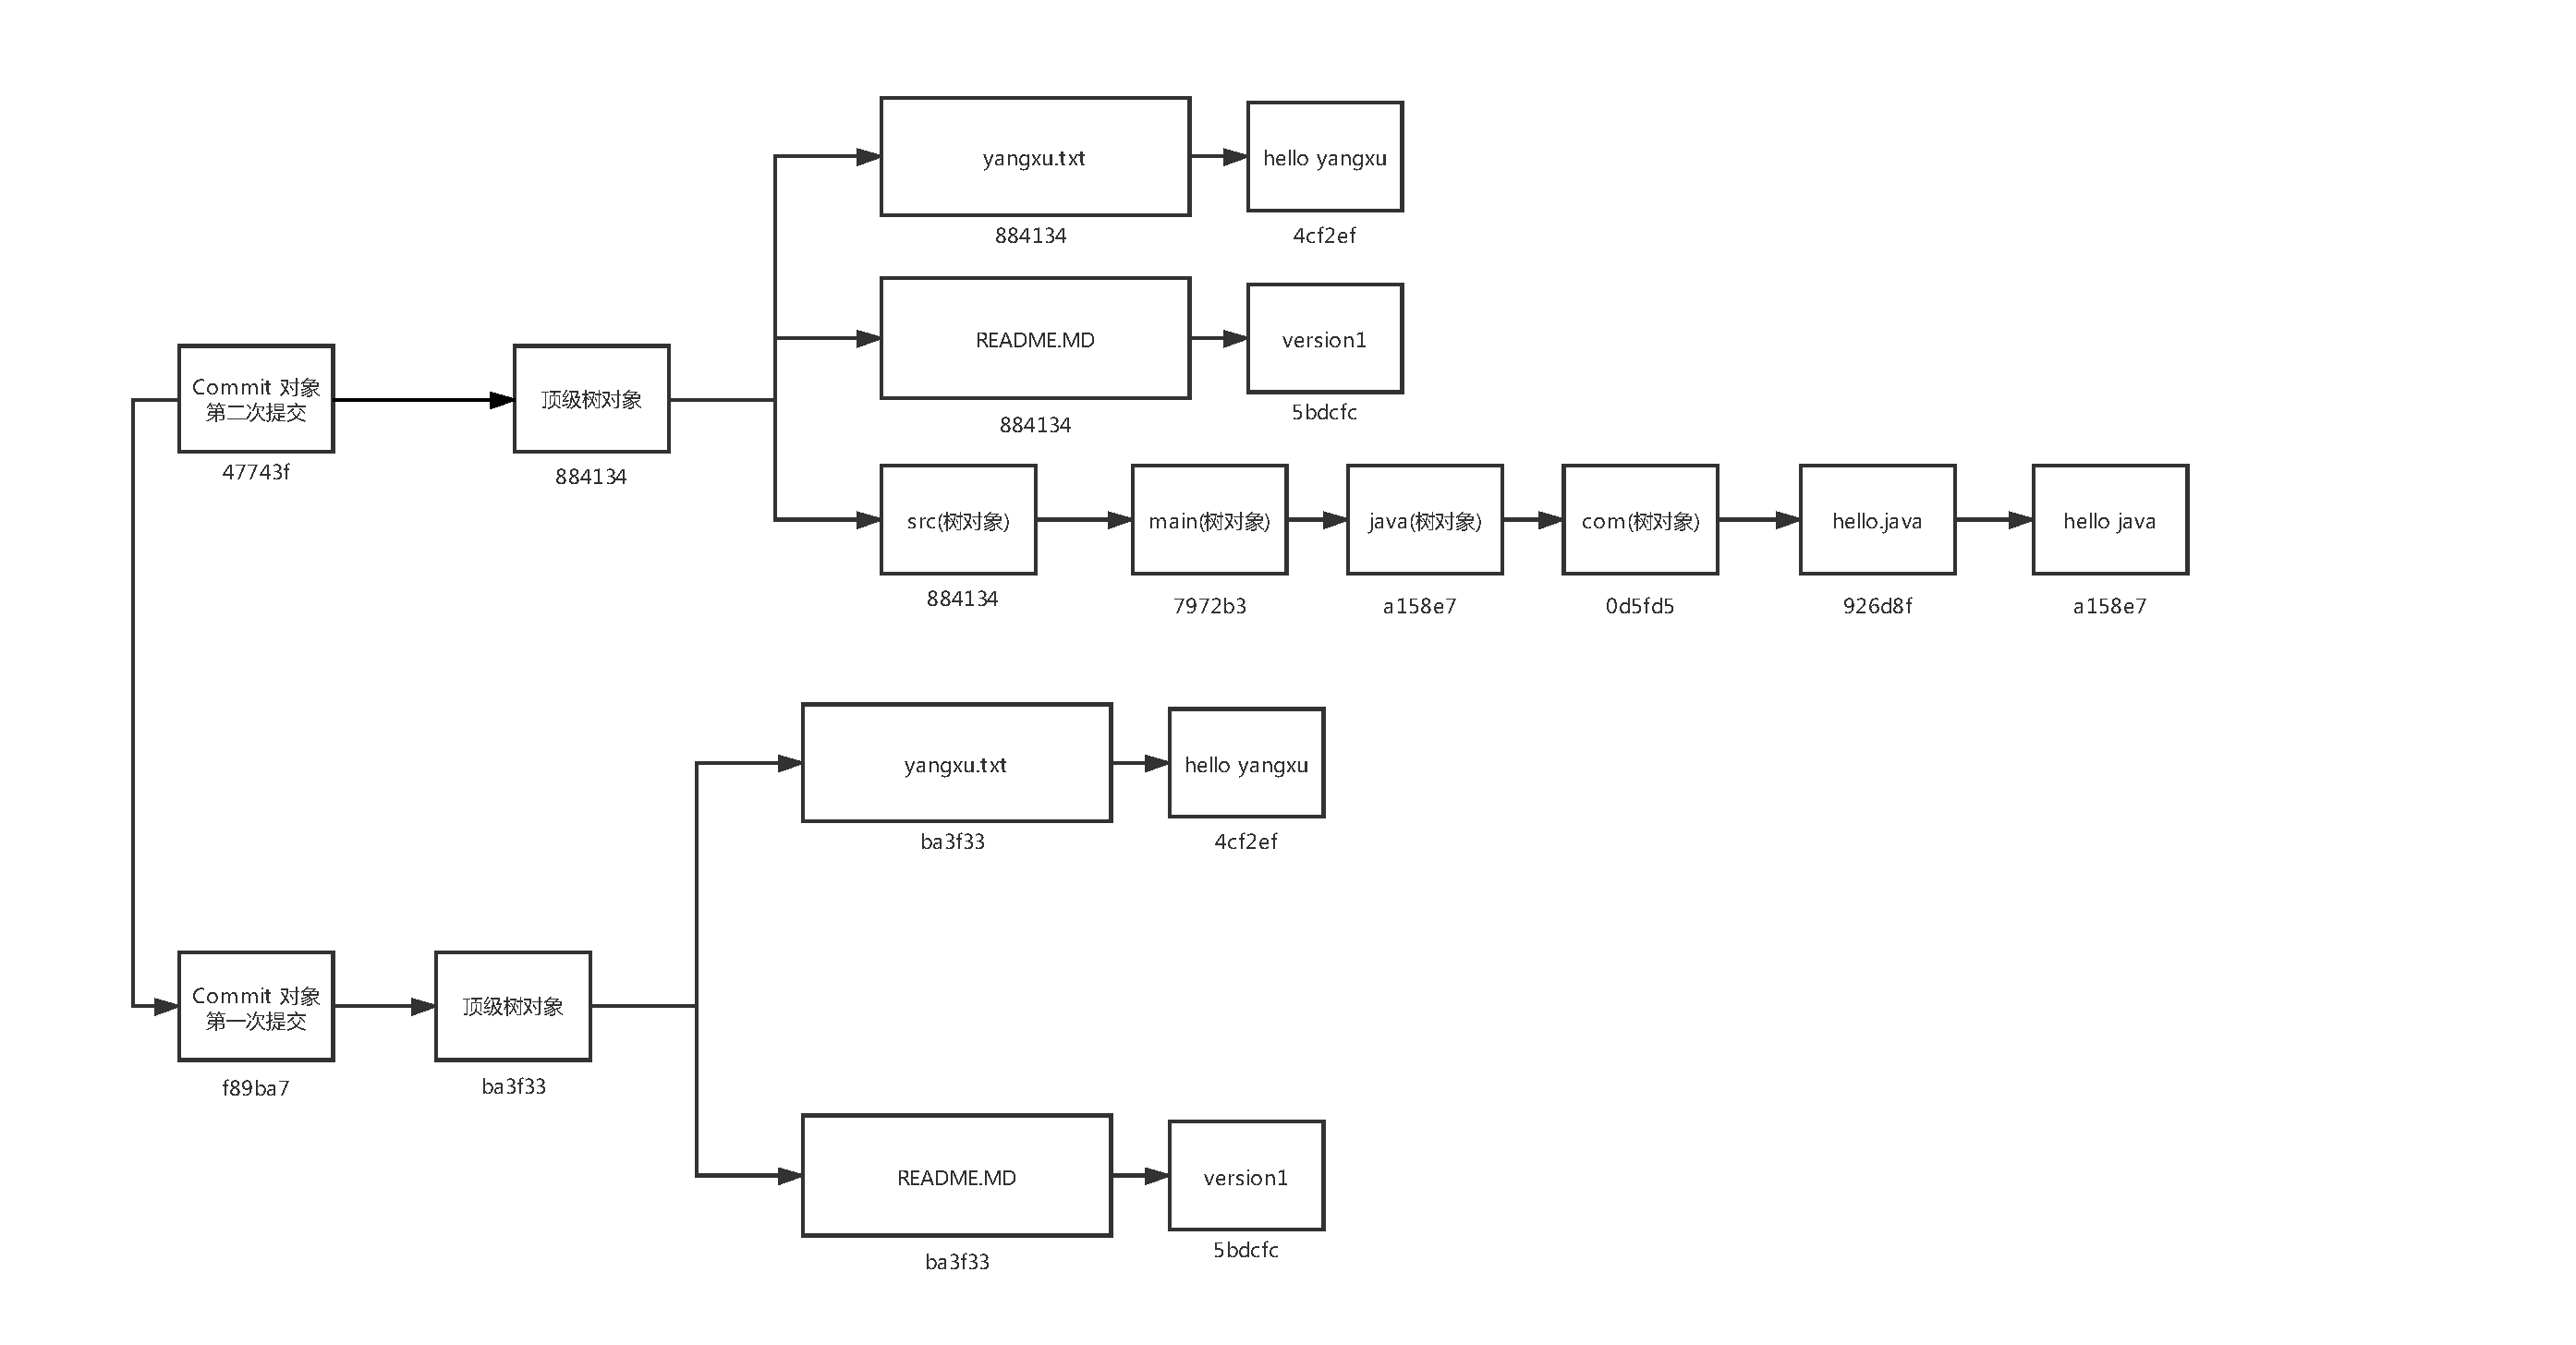 yangxu.txt
hello yangxu
884134
4cf2ef
README.MD
version1
884134
5bdcfc
Commit 对象
第二次提交
47743f
顶级树对象
884134
src(树对象)
main(树对象)
java(树对象)
com(树对象)
hello.java
hello java
884134
7972b3
a158e7
0d5fd5
926d8f
a158e7
yangxu.txt
hello yangxu
ba3f33
4cf2ef
Commit 对象
第一次提交
f89ba7
顶级树对象
ba3f33
README.MD
version1
ba3f33
5bdcfc